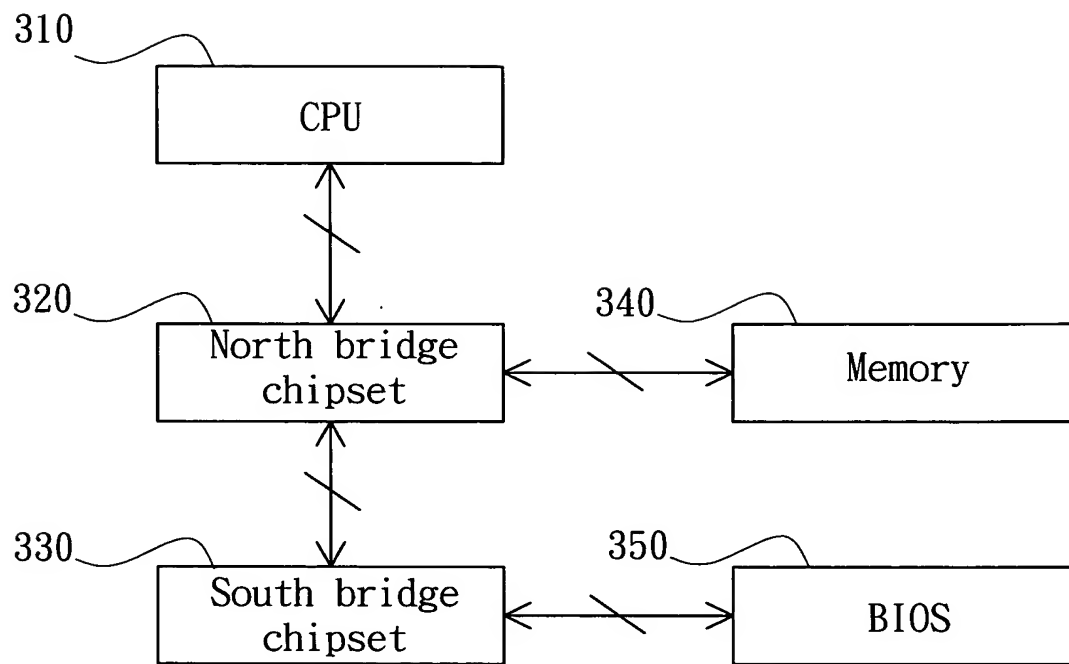 310
CPU
320
North bridge
chipset
340
Memory
330
South bridge
chipset
350
BIOS